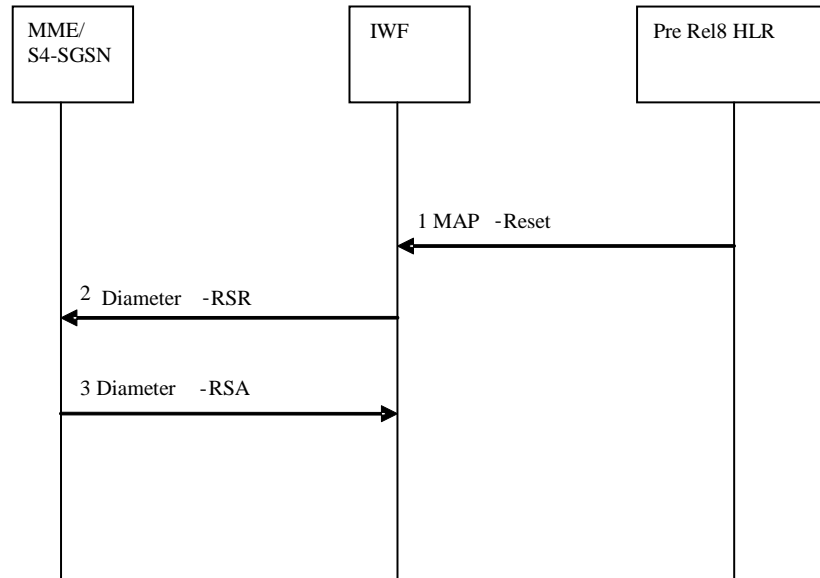 MME/
S4-SGSN
IWF
Pre Rel8 HLR
1 MAP -Reset
2 Diameter -RSR
3 Diameter -RSA